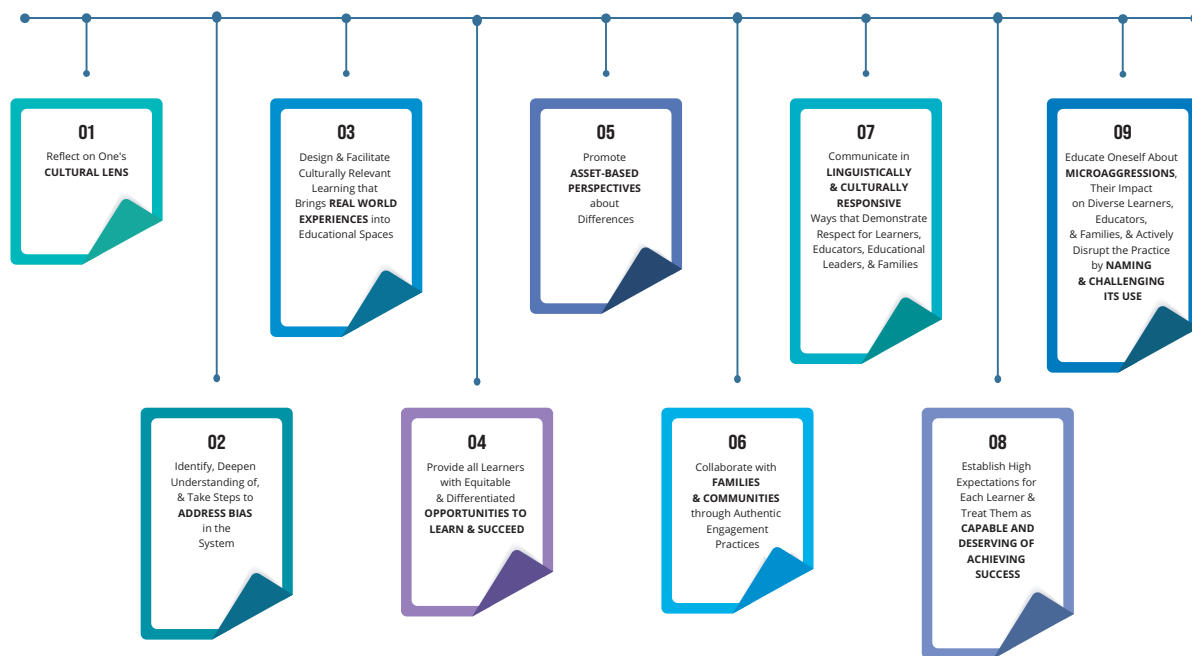 01
Reflect on One's
CULTURAL LENS
02
Identify, Deepen
Understanding of,
& Take Steps to
ADDRESS BIAS
in the
System
03
Design & Facilitate
Culturally Relevant
Learning that
Brings REAL WORLD
EXPERIENCES into
Educational Spaces
04
Provide all Learners
with Equitable
& Differentiated
OPPORTUNITIES TO
LEARN & SUCCEED
05
Promote
ASSET-BASED
PERSPECTIVES
about
Differences
06
Collaborate with
FAMILIES
& COMMUNITIES
through Authentic
Engagement
Practices
07
Communicate in
LINGUISTICALLY
& CULTURALLY
RESPONSIVE
Ways that Demonstrate
Respect for Learners,
Educators, Educational
Leaders, & Families
08
Establish High
Expectations for
Each Learner &
Treat Them as
CAPABLE AND
DESERVING OF
ACHIEVING
SUCCESS
09
Educate Oneself About
MICROAGGRESSIONS,
Their Impact
on Diverse Learners,
Educators,
& Families, & Actively
Disrupt the Practice
by NAMING
& CHALLENGING
ITS USE